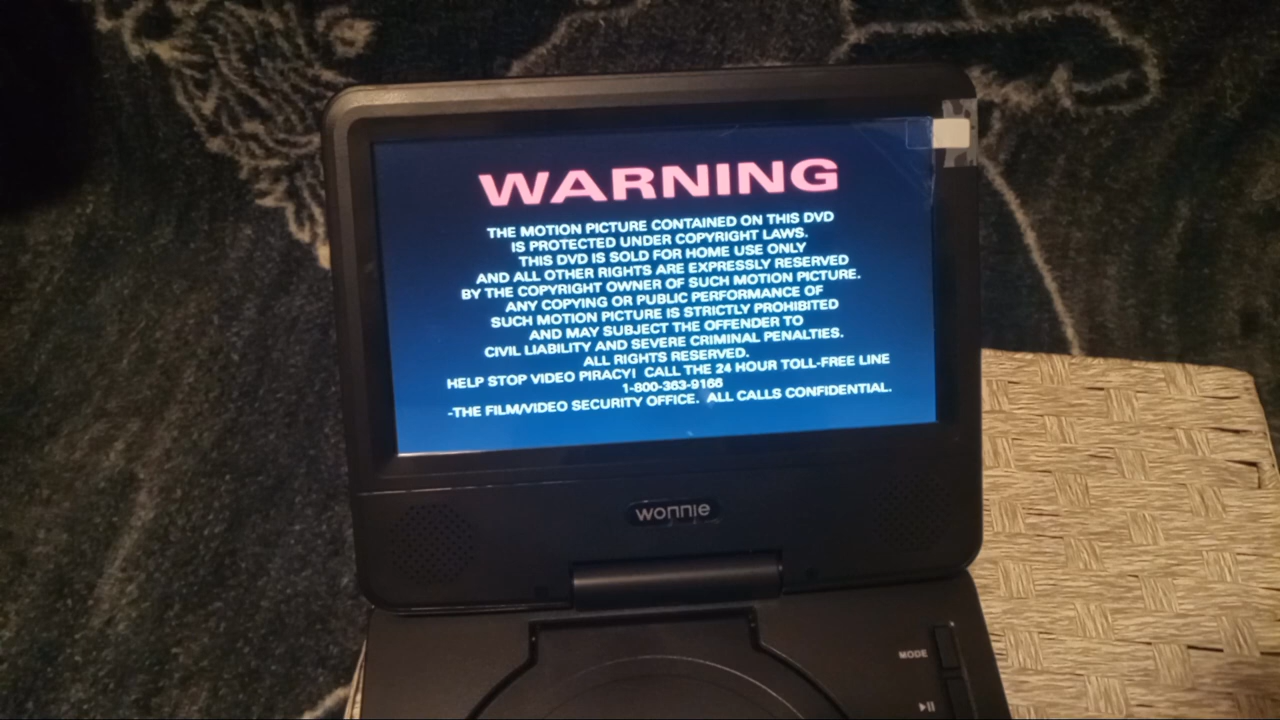 WARNING
THE MOTION PICTURE CONTAINED ON THIS DVD
IS PROTECTED UNDER COPYRIGHT LAWS.
THIS DVD IS SOLD FOR HOME USE ONLY
AND ALL OTHER RIGHTS ARE EXPRESSLY RESERVED
BY THE COPYRIGHT OWNER OF SUCH MOTION PICTURE.
ANY COPYING OR PUBLIC PERFORMANCE OF
SUCH MOTION PICTURE IS STRICTLY PROHIBITED
AND MAY SUBJECT THE OFFENDER TO
CIVIL LIABILITY AND SEVERE CRIMINAL PENALTIES.
ALL RIGHTS RESERVED.
HELP STOP VIDEO PIRACY! CALL THE 24 HOUR TOLL-FREE LINE
1-800-363-9166
-THE FILM/VIDEO SECURITY OFFICE. ALL CALLS CONFIDENTIAL.
wonnie
MODE